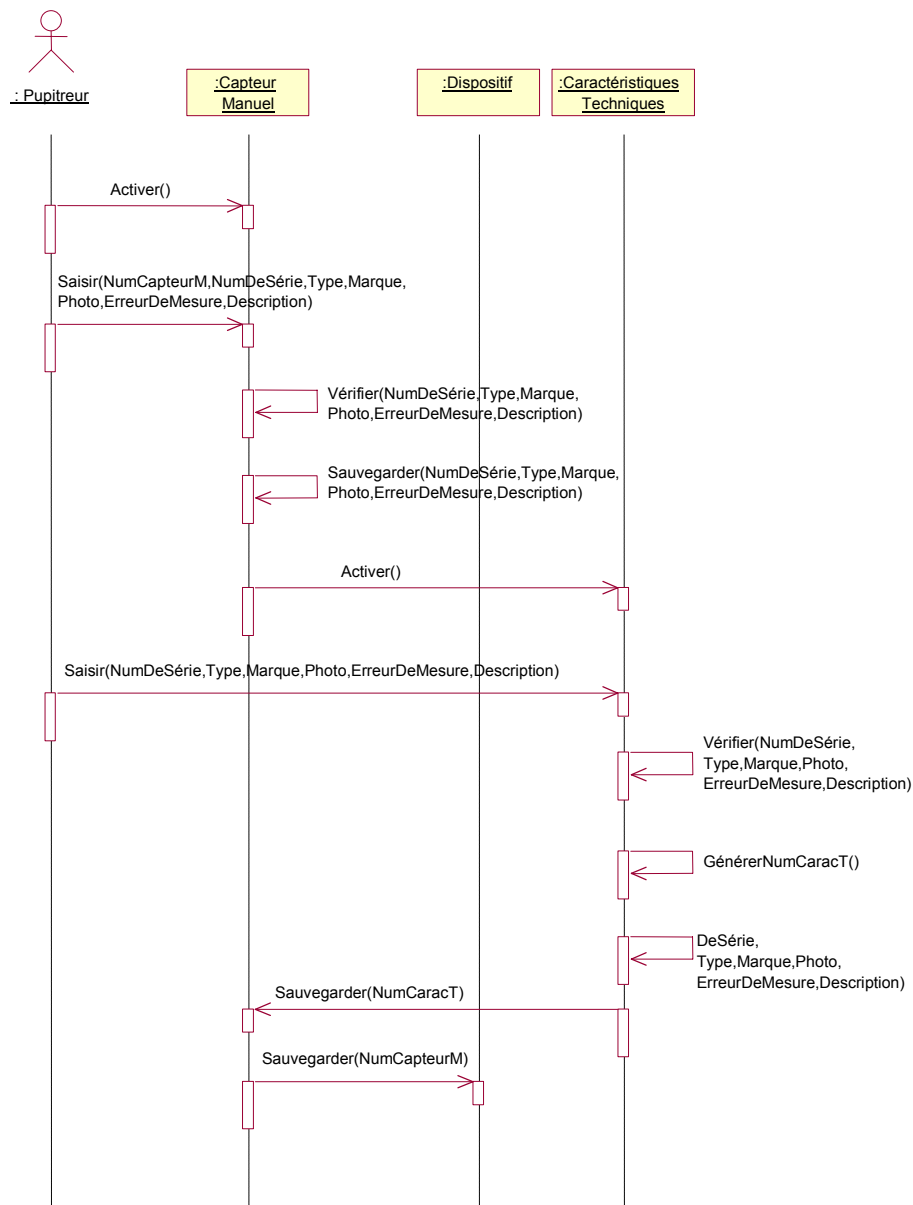 : Pupitreur
:Capteur
Manuel
:Dispositif
:Caractéristiques
Techniques
Activer()
Saisir(NumCapteurM,NumDeSérie,Type,Marque,
Photo,ErreurDeMesure,Description)
Vérifier(NumDeSérie,Type,Marque,
Photo,ErreurDeMesure,Description)
Sauvegarder(NumDeSérie,Type,Marque,
Photo,ErreurDeMesure,Description)
Activer()
Saisir(NumDeSérie,Type,Marque,Photo,ErreurDeMesure,Description)
Vérifier(NumDeSérie,
Type,Marque,Photo,
ErreurDeMesure,Description)
GénérerNumCaracT()
DeSérie,
Type,Marque,Photo,
ErreurDeMesure,Description)
Sauvegarder(NumCaracT)
Sauvegarder(NumCapteurM)